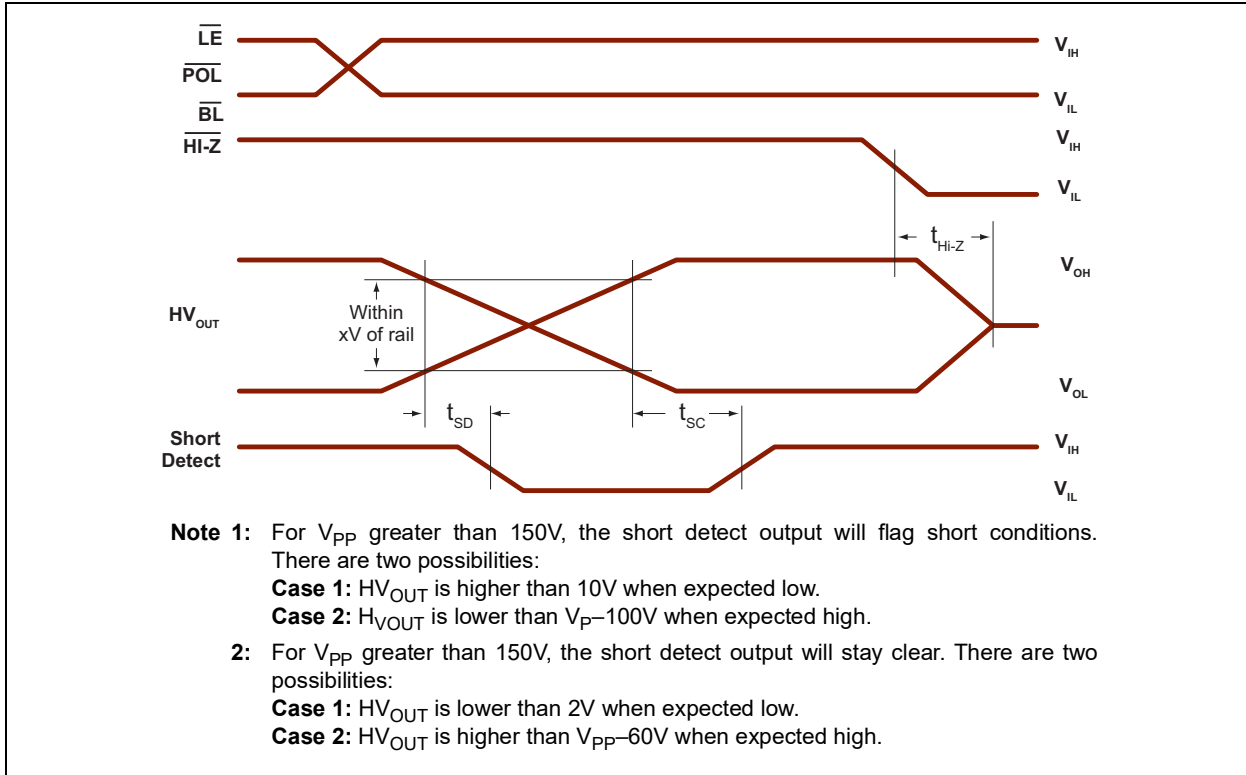 LE
V_IH
POL
V_IL
BL
HI-Z
V_IH
V_IL
t_Hi-Z
V_OH
Within
xV of rail
HV_OUT
V_OL
t_SD
t_SC
Short
Detect
V_IH
V_IL
Note 1: For V_PP greater than 150V, the short detect output will flag short conditions.
There are two possibilities:
Case 1: HV_OUT is higher than 10V when expected low.
Case 2: H_VOUT is lower than V_P–100V when expected high.
2: For V_PP greater than 150V, the short detect output will stay clear. There are two
possibilities:
Case 1: HV_OUT is lower than 2V when expected low.
Case 2: HV_OUT is higher than V_PP–60V when expected high.